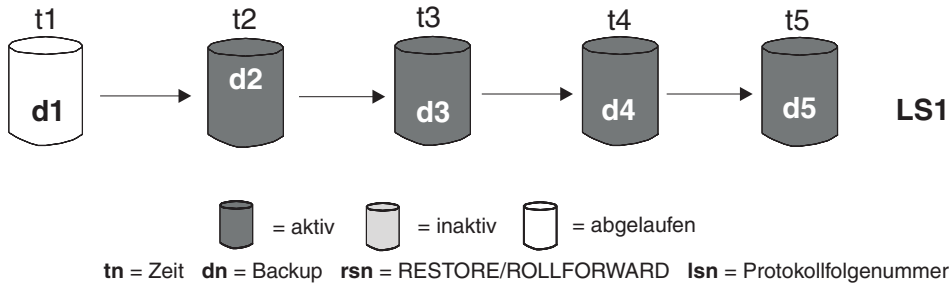 t1 t2 t3 t4 t5
d1 d2 d3 d4 d5 LS1
= aktiv = inaktiv = abgelaufen
tn = Zeit dn = Backup rsn = RESTORE/ROLLFORWARD lsn = Protokollfolgenummer